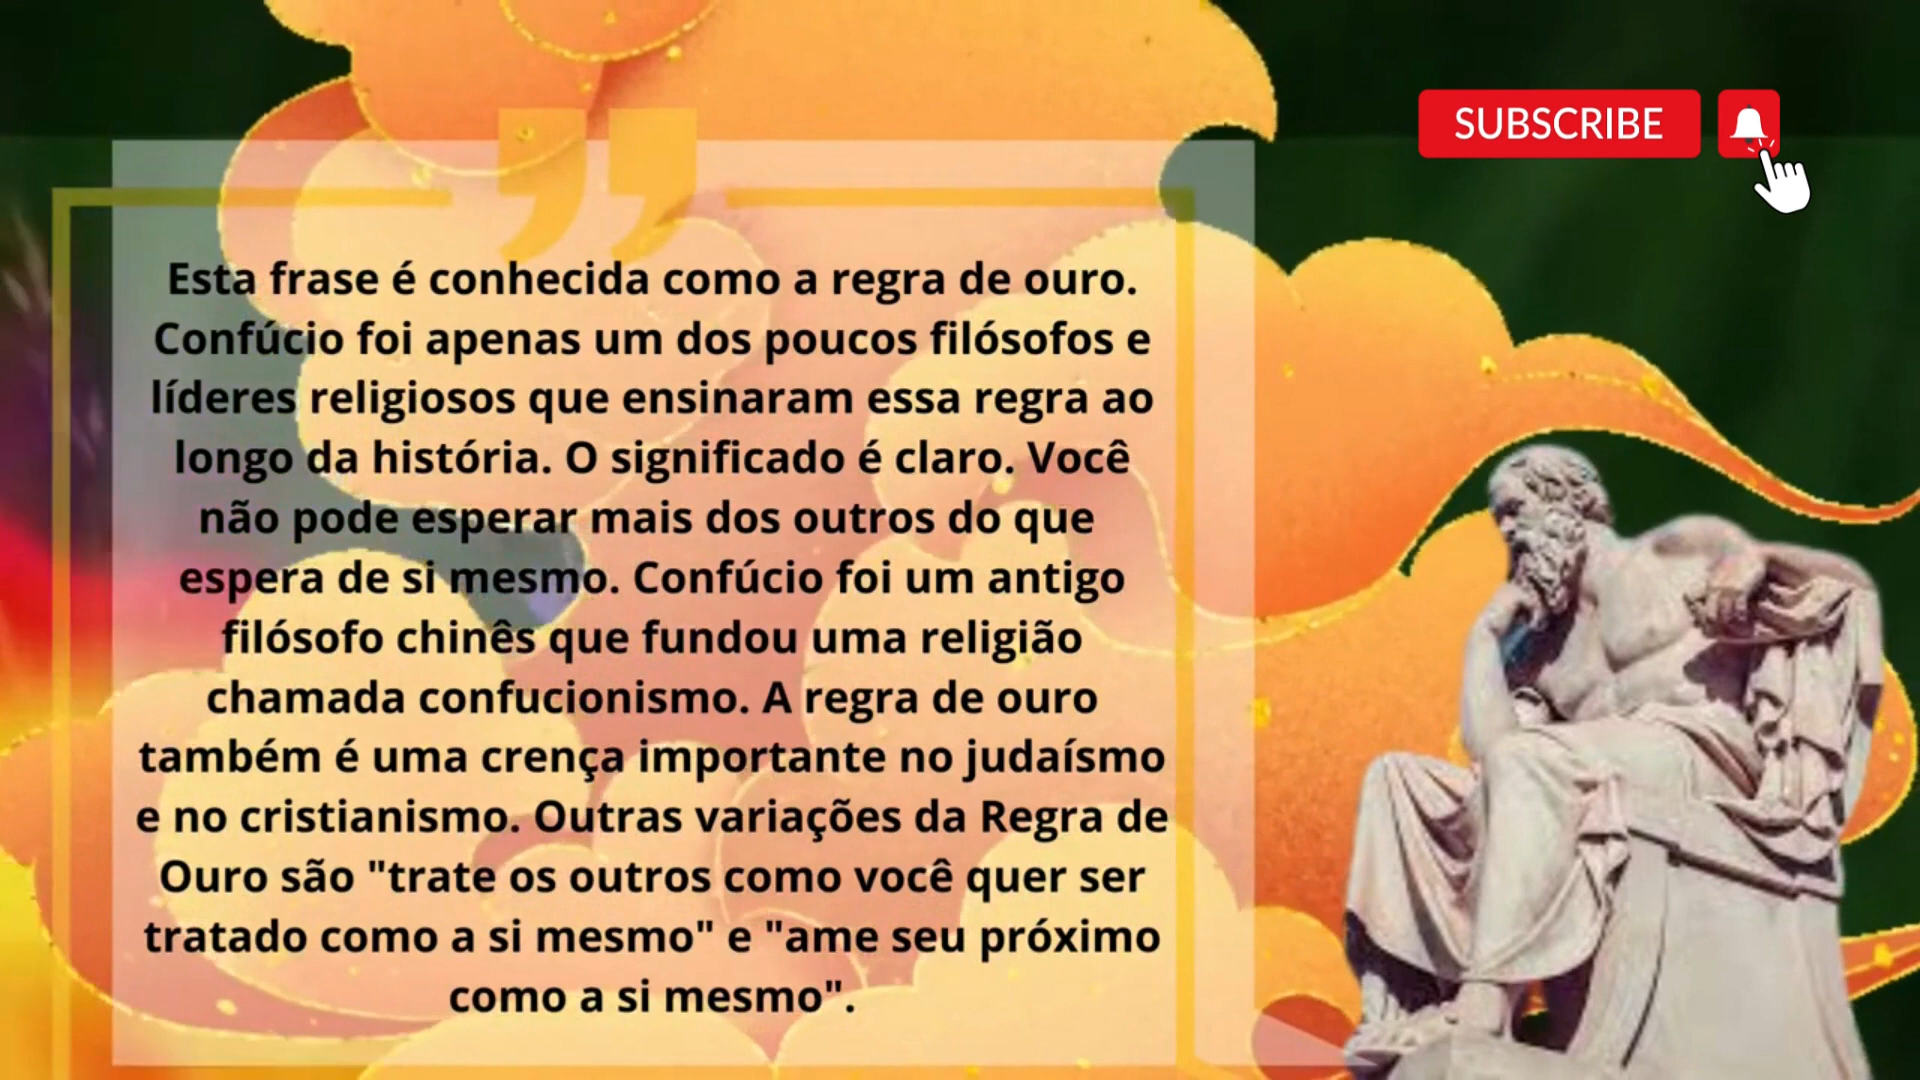 SUBSCRIBE
Esta frase é conhecida como a regra de ouro.
Confúcio foi apenas um dos poucos filósofos e
líderes religiosos que ensinaram essa regra ao
longo da história. O significado é claro. Você
não pode esperar mais dos outros do que
espera de si mesmo. Confúcio foi um antigo
filósofo chinês que fundou uma religião
chamada confucionismo. A regra de ouro
também é uma crença importante no judaísmo
e no cristianismo. Outras variações da Regra de
Ouro são "trate os outros como você quer ser
tratado como a si mesmo" e "ame seu próximo
como a si mesmo".